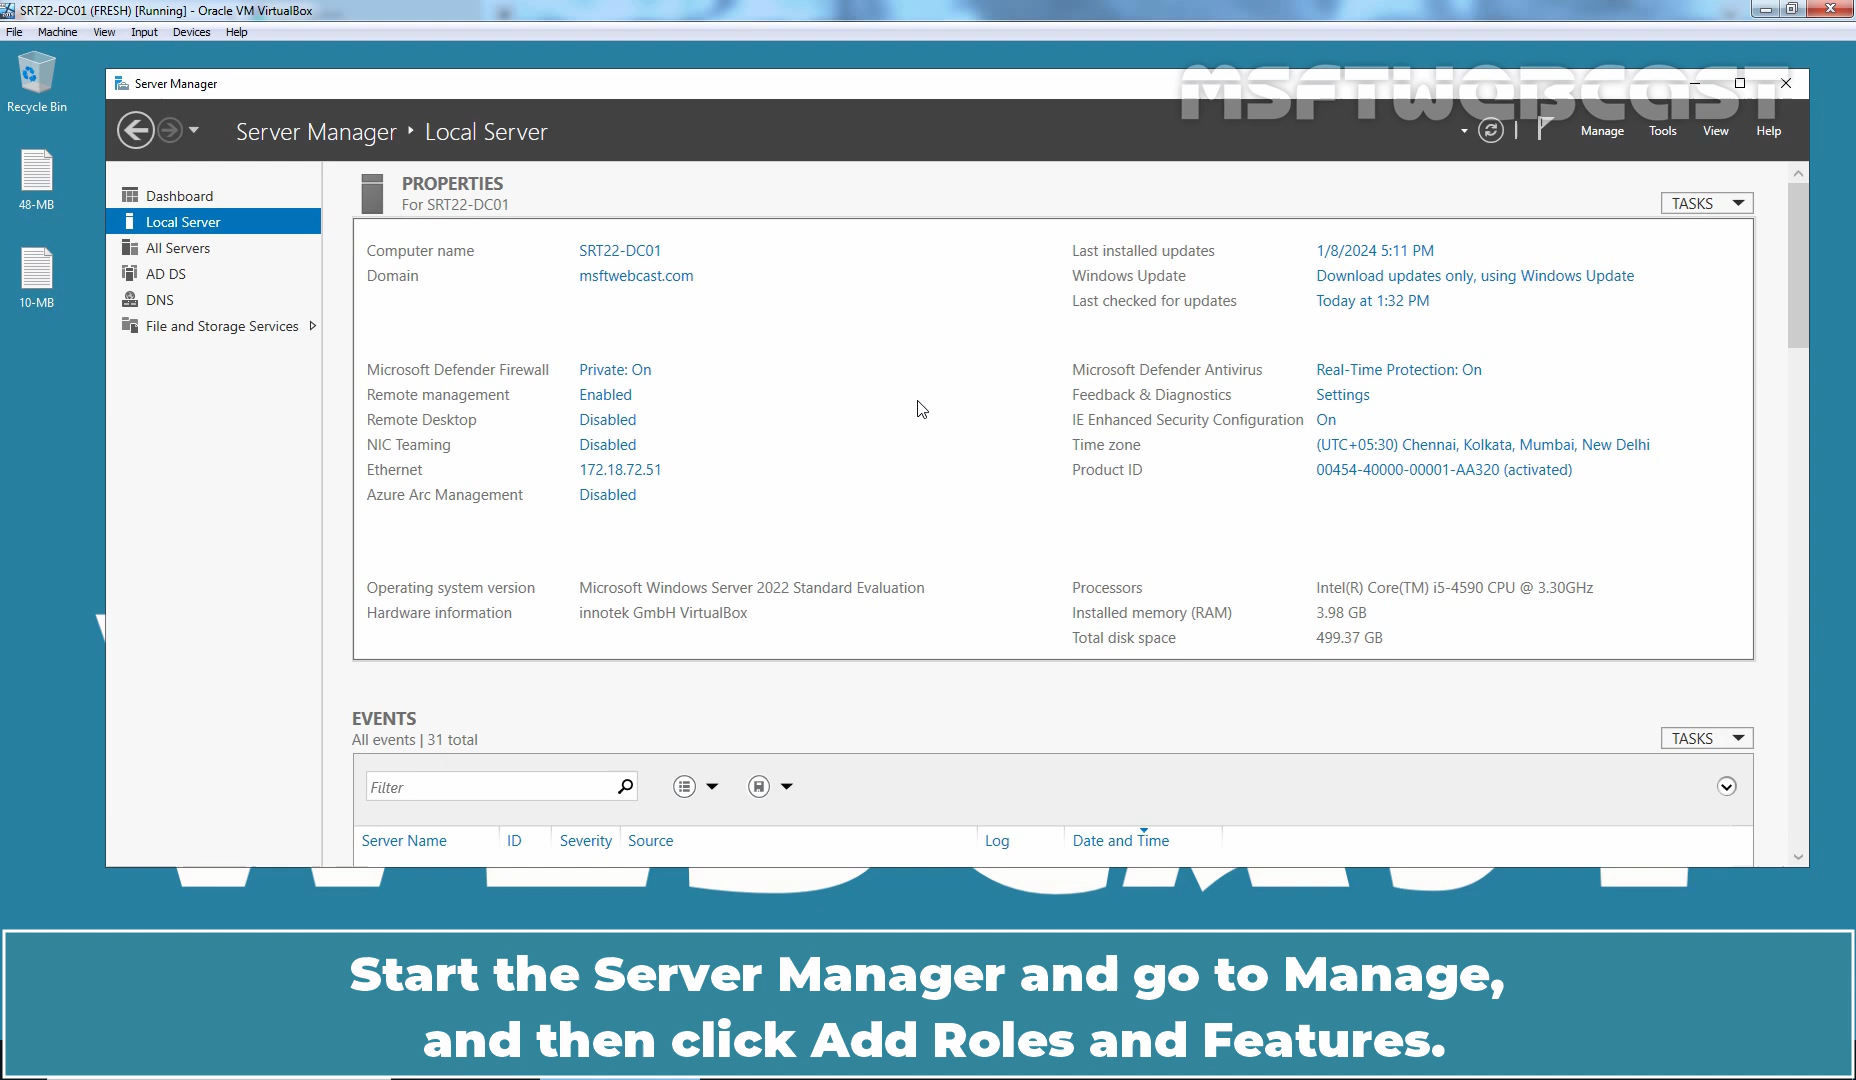 SRT22-DC01 (FRESH) [Running] - Oracle VM VirtualBox
File Machine View Input Devices Help
Recycle Bin
48-MB
10-MB
Server Manager
MSFTWEBCAST
Server Manager ‣ Local Server
Manage Tools View Help
Dashboard
Local Server
All Servers
AD DS
DNS
File and Storage Services
PROPERTIES
For SRT22-DC01
TASKS
Computer name SRT22-DC01
Domain msftwebcast.com
Last installed updates 1/8/2024 5:11 PM
Windows Update Download updates only, using Windows Update
Last checked for updates Today at 1:32 PM
Microsoft Defender Firewall Private: On
Remote management Enabled
Remote Desktop Disabled
NIC Teaming Disabled
Ethernet 172.18.72.51
Azure Arc Management Disabled
Microsoft Defender Antivirus Real-Time Protection: On
Feedback & Diagnostics Settings
IE Enhanced Security Configuration On
Time zone (UTC+05:30) Chennai, Kolkata, Mumbai, New Delhi
Product ID 00454-40000-00001-AA320 (activated)
Operating system version Microsoft Windows Server 2022 Standard Evaluation
Hardware information innotek GmbH VirtualBox
Processors Intel(R) Core(TM) i5-4590 CPU @ 3.30GHz
Installed memory (RAM) 3.98 GB
Total disk space 499.37 GB
EVENTS
All events | 31 total
TASKS
Filter
Server Name ID Severity Source Log Date and Time
Start the Server Manager and go to Manage,
and then click Add Roles and Features.